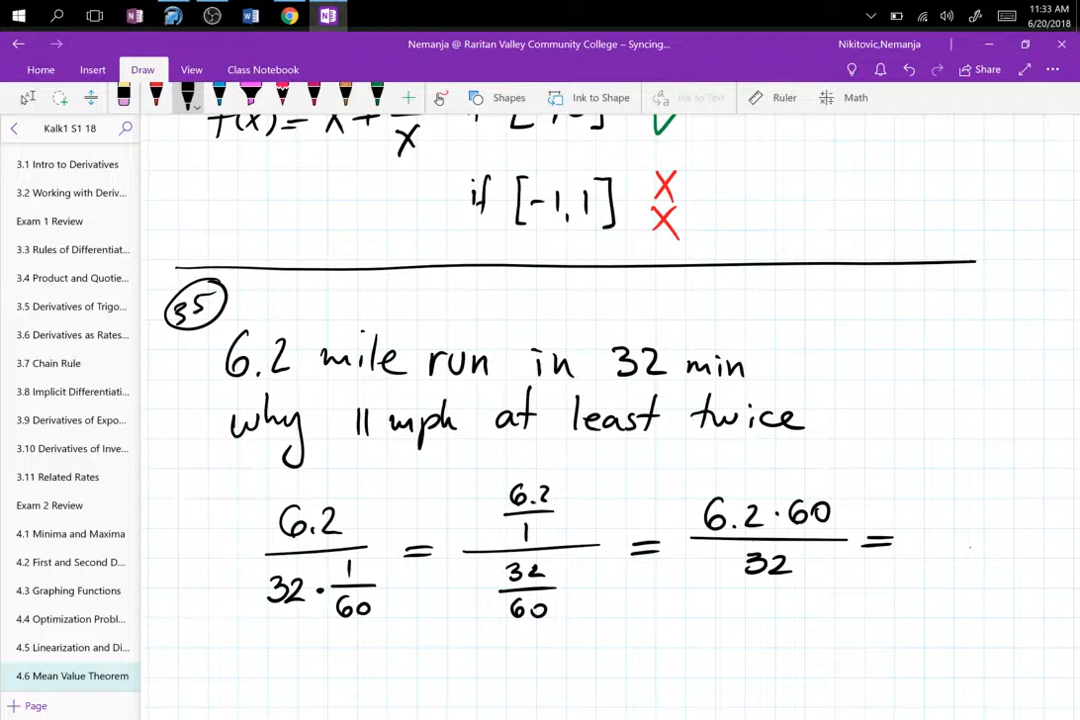 11:33 AM
6/20/2018
Nemanja @ Raritan Valley Community College – Syncing...
Nikitovic,Nemanja
Home Insert Draw View Class Notebook
Share
Shapes Ink to Shape Ink to Text Ruler Math
Kalk1 S1 18
3.1 Intro to Derivatives
3.2 Working with Deriv...
Exam 1 Review
3.3 Rules of Differentiat...
3.4 Product and Quotie...
3.5 Derivatives of Trigo...
3.6 Derivatives as Rates...
3.7 Chain Rule
3.8 Implicit Differentiati...
3.9 Derivatives of Expo...
3.10 Derivatives of Inve...
3.11 Related Rates
Exam 2 Review
4.1 Minima and Maxima
4.2 First and Second D...
4.3 Graphing Functions
4.4 Optimization Probl...
4.5 Linearization and Di...
4.6 Mean Value Theorem
+ Page
if [-1,1] X
X
35
6.2 mile run in 32 min
why 11 mph at least twice
6.2 / (32 · 1/60) = (6.2/1) / (32/60) = (6.2 · 60) / 32 =